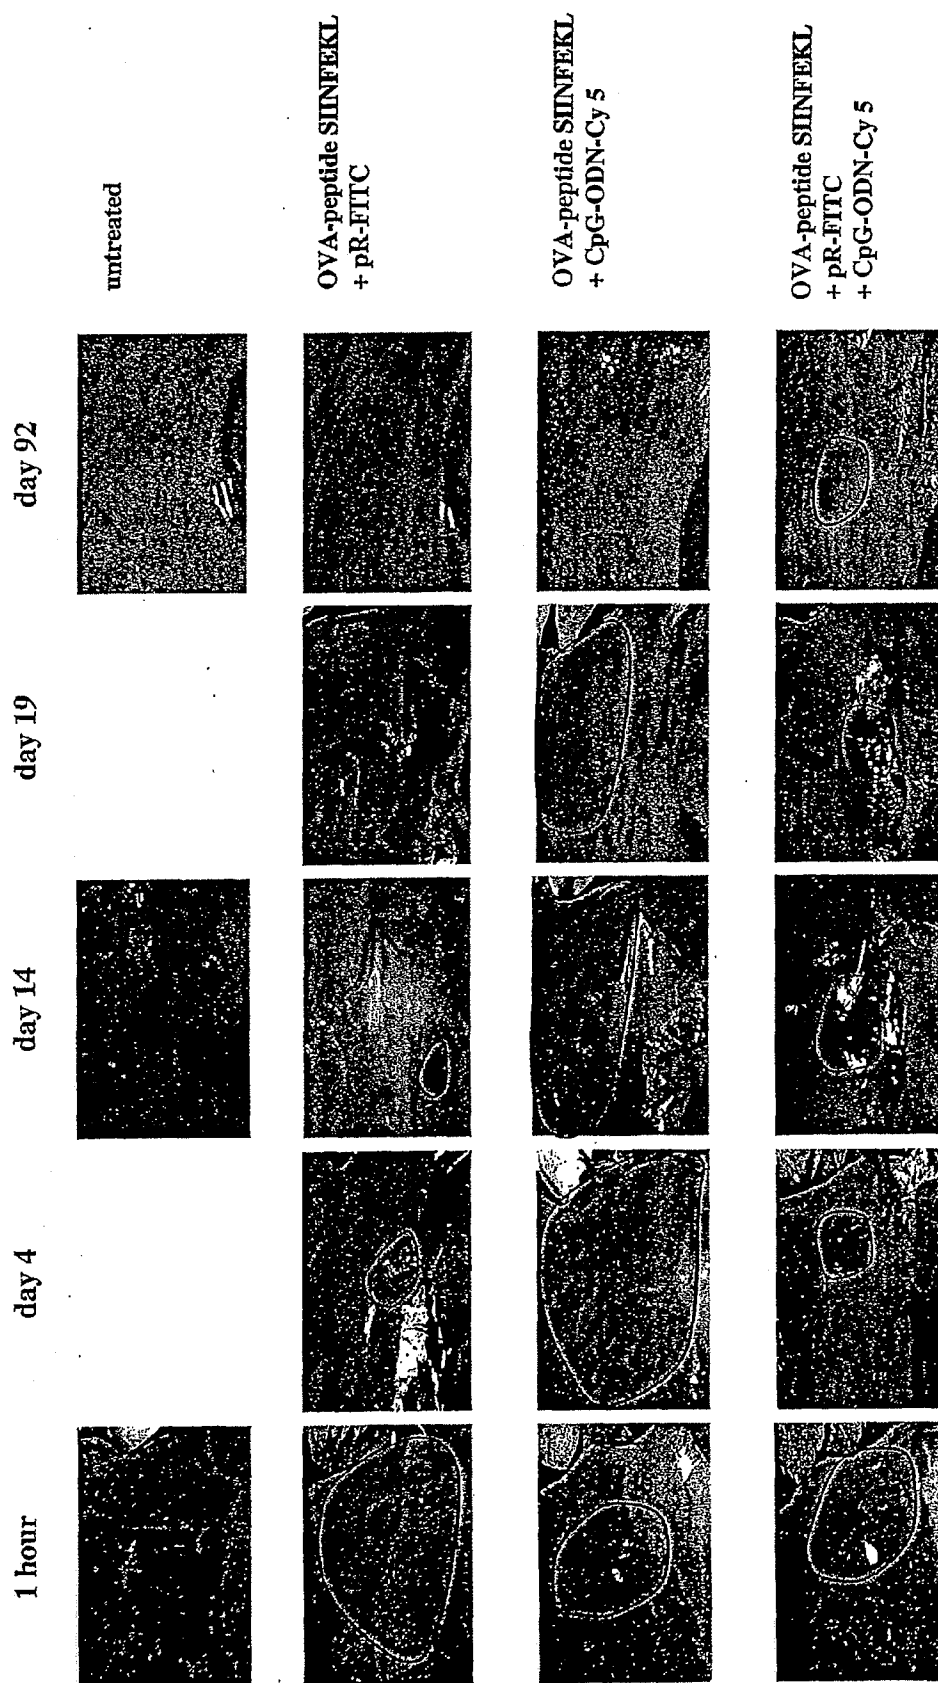 1 hour
day 4
day 14
day 19
day 92
untreated
OVA-peptide SIINFEKL
+ pR-FITC
OVA-peptide SIINFEKL
+ CpG-ODN-Cy 5
OVA-peptide SIINFEKL
+ pR-FITC
+ CpG-ODN-Cy 5